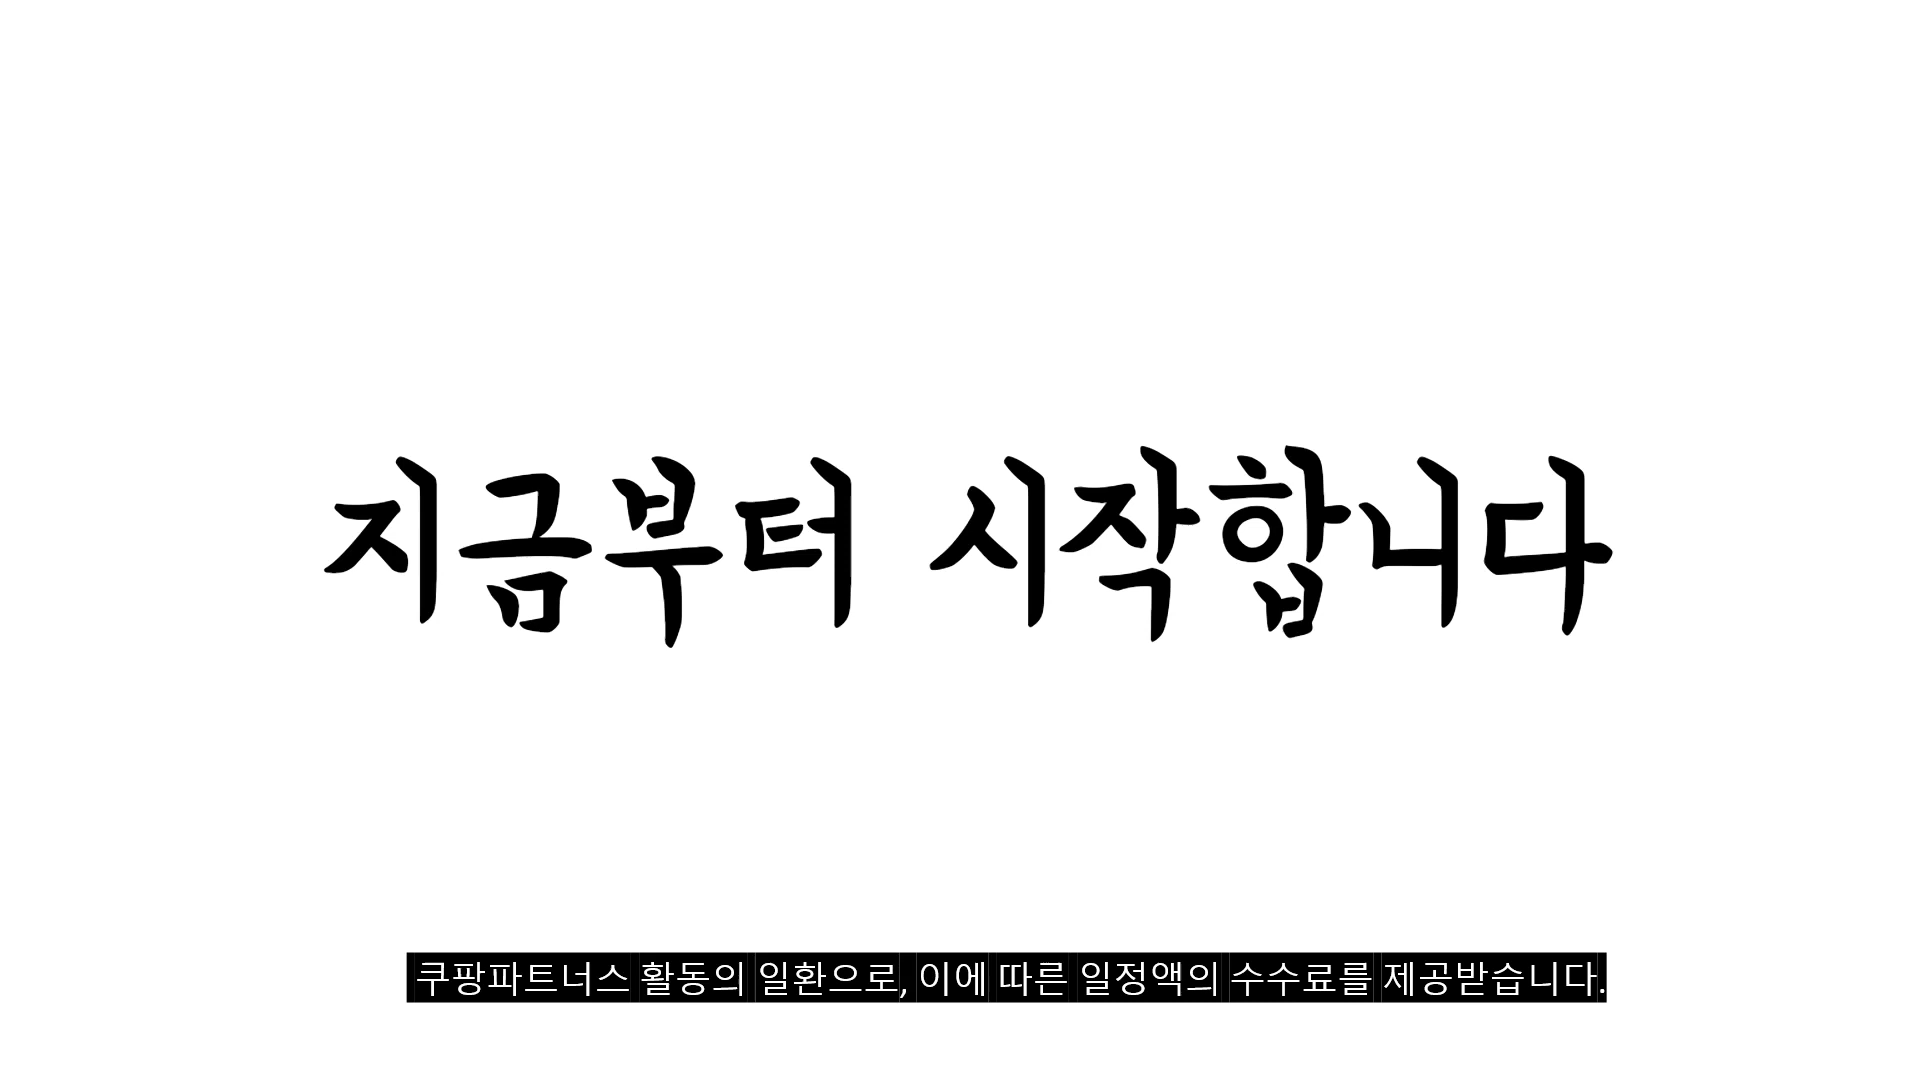 지금부터 시작합니다
쿠팡파트너스 활동의 일환으로, 이에 따른 일정액의 수수료를 제공받습니다.